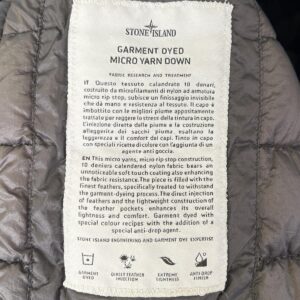 STONE ISLAND
GARMENT DYED
MICRO YARN DOWN
FABRIC RESEARCH AND TREATMENT
IT Questo tessuto calandrato 10 denari,
costruito da microfilamenti di nylon ad armatura
micro rip stop, subisce un finissaggio invisibile
che dà mano e resistenza al tessuto. Il capo è
imbottito con le migliori piume appositamente
trattate per reggere lo stress della tintura in capo.
L'iniezione diretta delle piume e la costruzione
alleggerita dei sacchi piuma, esaltano la
leggerezza e il comfort dei capi. Tinto in capo
con speciali ricette di colore con l'aggiunta di un
agente anti goccia.
EN This micro yarns, micro rip stop construction,
10 deniers calendered nylon fabric bears an
unnoticeable soft touch coating also enhancing
the fabric resistance. The piece is filled with the
finest feathers, specifically treated to withstand
the garment-dyeing process. The direct injection
of feathers and the lightweight construction of
the feather pockets enhances its overall
lightness and comfort. Garment dyed with
special colour recipes with the addition of a
special anti-drop agent.
STONE ISLAND ENGINEERING AND GARMENT DYE EXPERTISE
GARMENT
DYED
DIRECT FEATHER
INJECTION
EXTREME
LIGHTNESS
ANTI DROP
FINISH